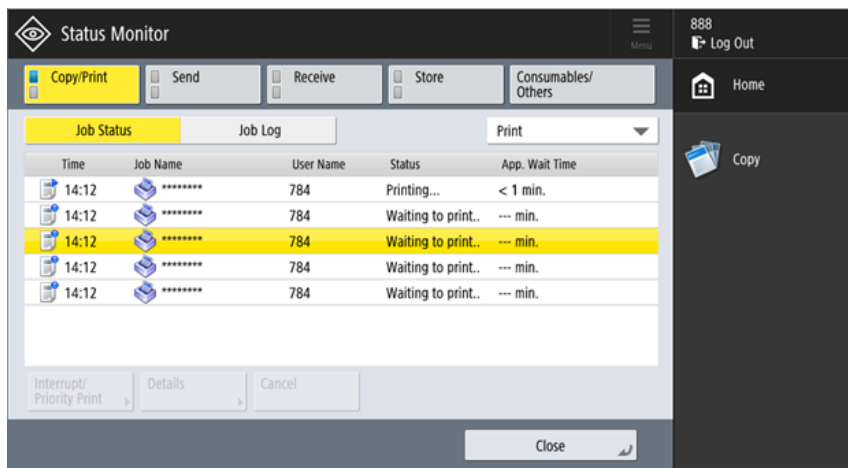 Status Monitor
Menu
888
Log Out
Copy/Print
Send
Receive
Store
Consumables/
Others
Home
Job Status
Job Log
Print
Copy
Time Job Name User Name Status App. Wait Time
14:12 ******** 784 Printing... < 1 min.
14:12 ******** 784 Waiting to print.. --- min.
14:12 ******** 784 Waiting to print.. --- min.
14:12 ******** 784 Waiting to print.. --- min.
14:12 ******** 784 Waiting to print.. --- min.
Interrupt/
Priority Print
Details
Cancel
Close